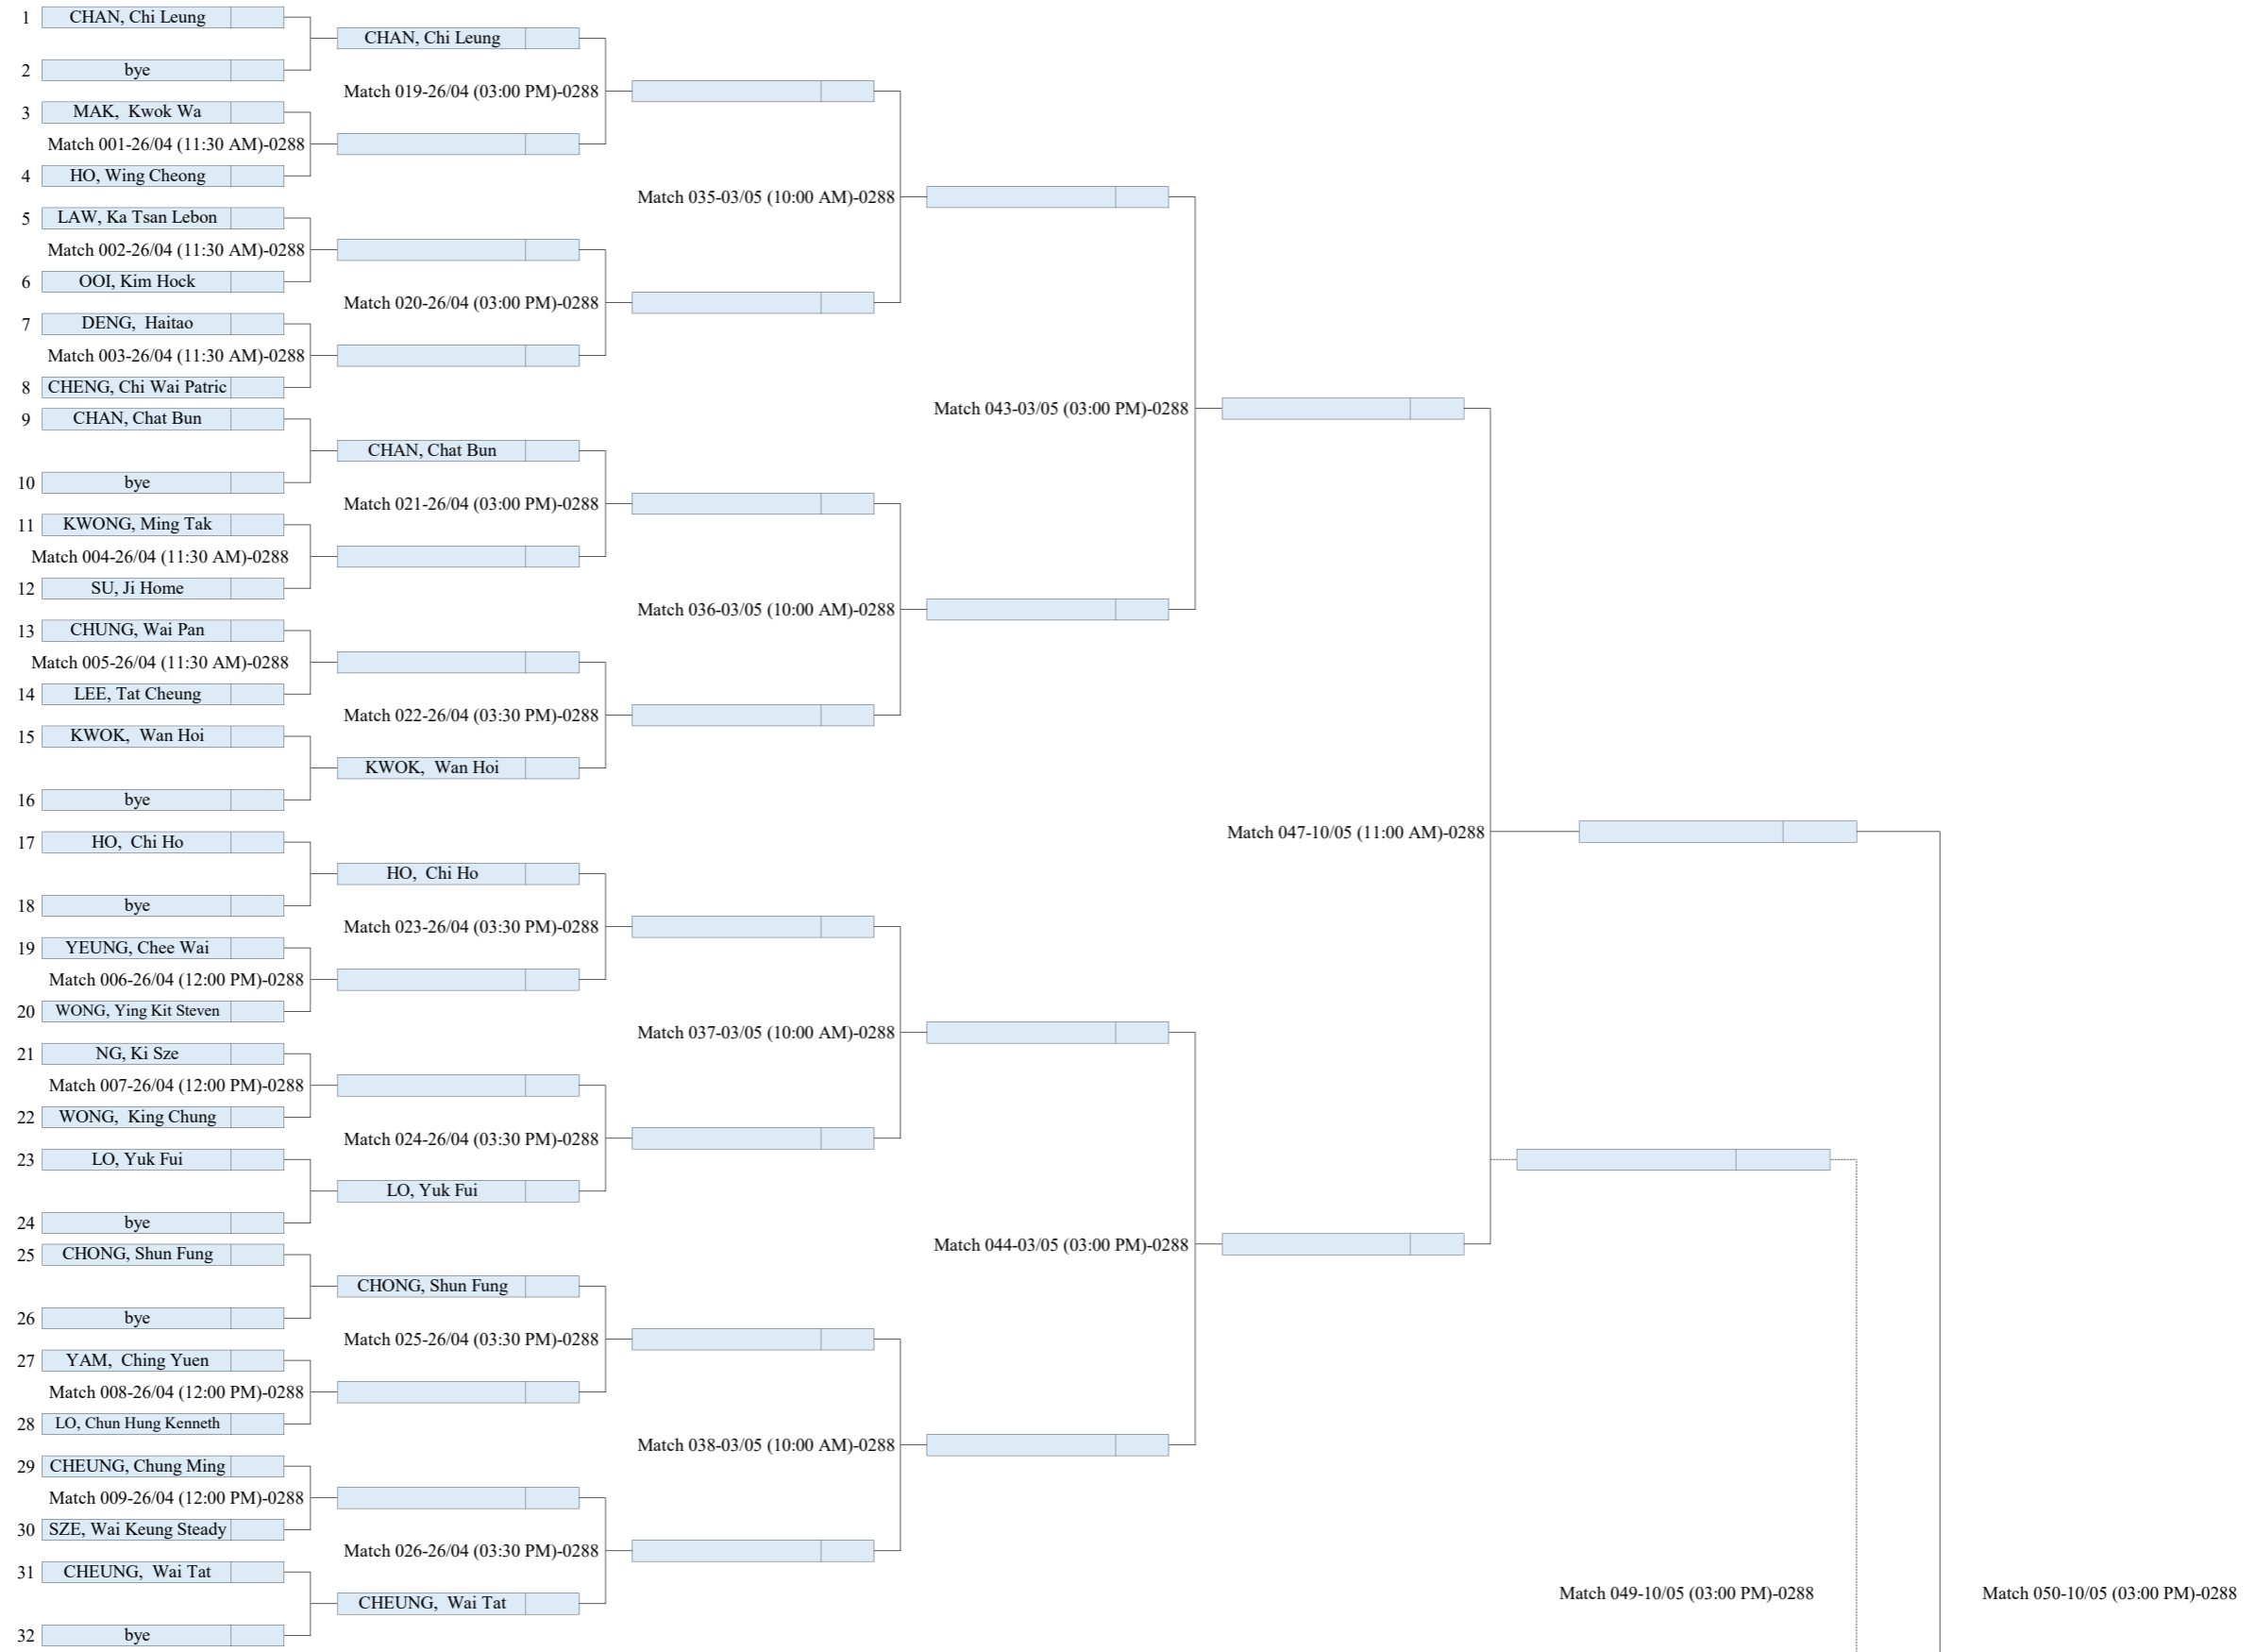 1 CHAN, Chi Leung
CHAN, Chi Leung
2 bye
Match 019-26/04 (03:00 PM)-0288
3 MAK, Kwok Wa
Match 001-26/04 (11:30 AM)-0288
4 HO, Wing Cheong
Match 035-03/05 (10:00 AM)-0288
5 LAW, Ka Tsan Lebon
Match 002-26/04 (11:30 AM)-0288
6 OOI, Kim Hock
Match 020-26/04 (03:00 PM)-0288
7 DENG, Haitao
Match 003-26/04 (11:30 AM)-0288
8 CHENG, Chi Wai Patric
Match 043-03/05 (03:00 PM)-0288
9 CHAN, Chat Bun
CHAN, Chat Bun
10 bye
Match 021-26/04 (03:00 PM)-0288
11 KWONG, Ming Tak
Match 004-26/04 (11:30 AM)-0288
12 SU, Ji Home
Match 036-03/05 (10:00 AM)-0288
13 CHUNG, Wai Pan
Match 005-26/04 (11:30 AM)-0288
14 LEE, Tat Cheung
Match 022-26/04 (03:30 PM)-0288
15 KWOK, Wan Hoi
KWOK, Wan Hoi
16 bye
Match 047-10/05 (11:00 AM)-0288
17 HO, Chi Ho
HO, Chi Ho
18 bye
Match 023-26/04 (03:30 PM)-0288
19 YEUNG, Chee Wai
Match 006-26/04 (12:00 PM)-0288
20 WONG, Ying Kit Steven
Match 037-03/05 (10:00 AM)-0288
21 NG, Ki Sze
Match 007-26/04 (12:00 PM)-0288
22 WONG, King Chung
Match 024-26/04 (03:30 PM)-0288
23 LO, Yuk Fui
LO, Yuk Fui
24 bye
Match 044-03/05 (03:00 PM)-0288
25 CHONG, Shun Fung
CHONG, Shun Fung
26 bye
Match 025-26/04 (03:30 PM)-0288
27 YAM, Ching Yuen
Match 008-26/04 (12:00 PM)-0288
28 LO, Chun Hung Kenneth
Match 038-03/05 (10:00 AM)-0288
29 CHEUNG, Chung Ming
Match 009-26/04 (12:00 PM)-0288
30 SZE, Wai Keung Steady
Match 026-26/04 (03:30 PM)-0288
31 CHEUNG, Wai Tat
CHEUNG, Wai Tat
32 bye
Match 049-10/05 (03:00 PM)-0288
Match 050-10/05 (03:00 PM)-0288